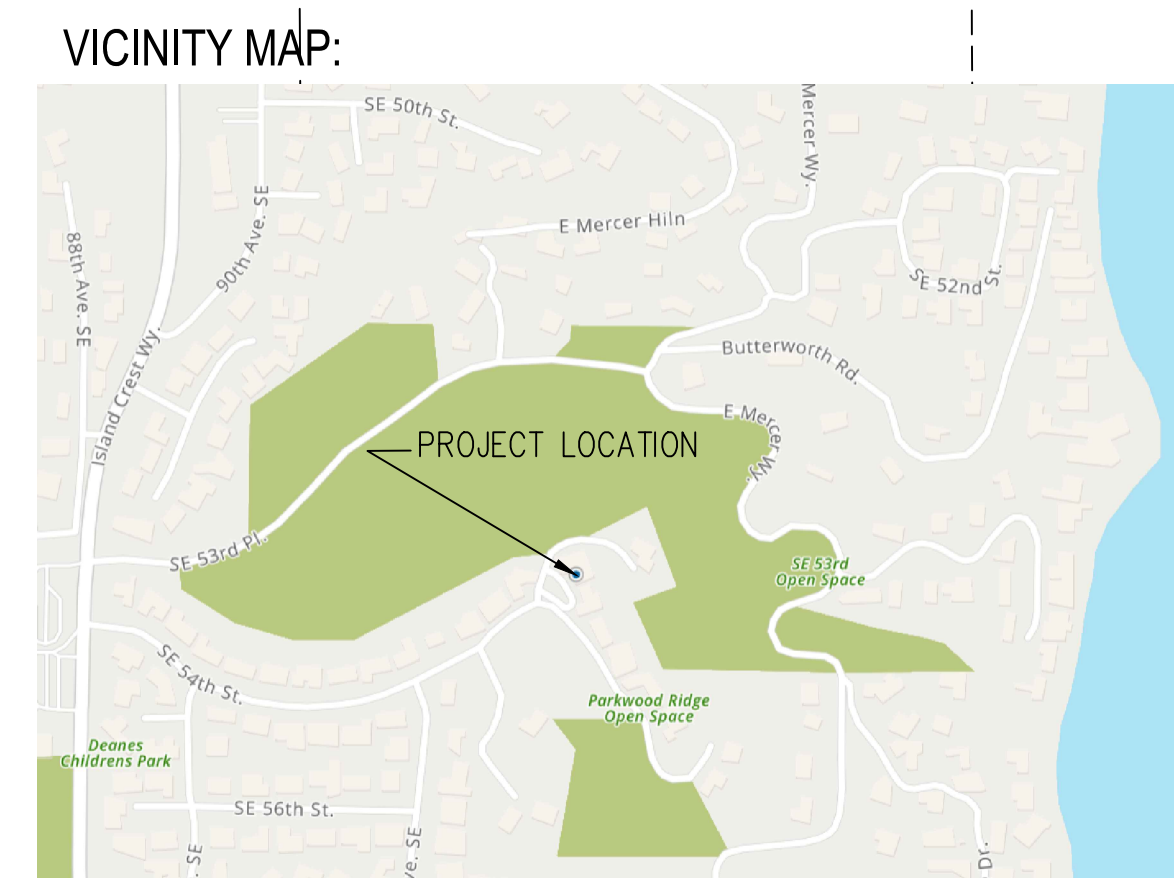 VICINITY MAP:
SE 50th St.
Mercer Wy.
90th Ave. SE
88th Ave. SE
E Mercer Hiln
SE 52nd St.
Island Crest Wy.
Butterworth Rd.
E Mercer Wy.
PROJECT LOCATION
SE 53rd Pl.
SE 53rd
Open Space
SE 54th St.
Parkwood Ridge
Open Space
Deanes
Childrens Park
SE 56th St.
. SE
ve. SE
Dr.